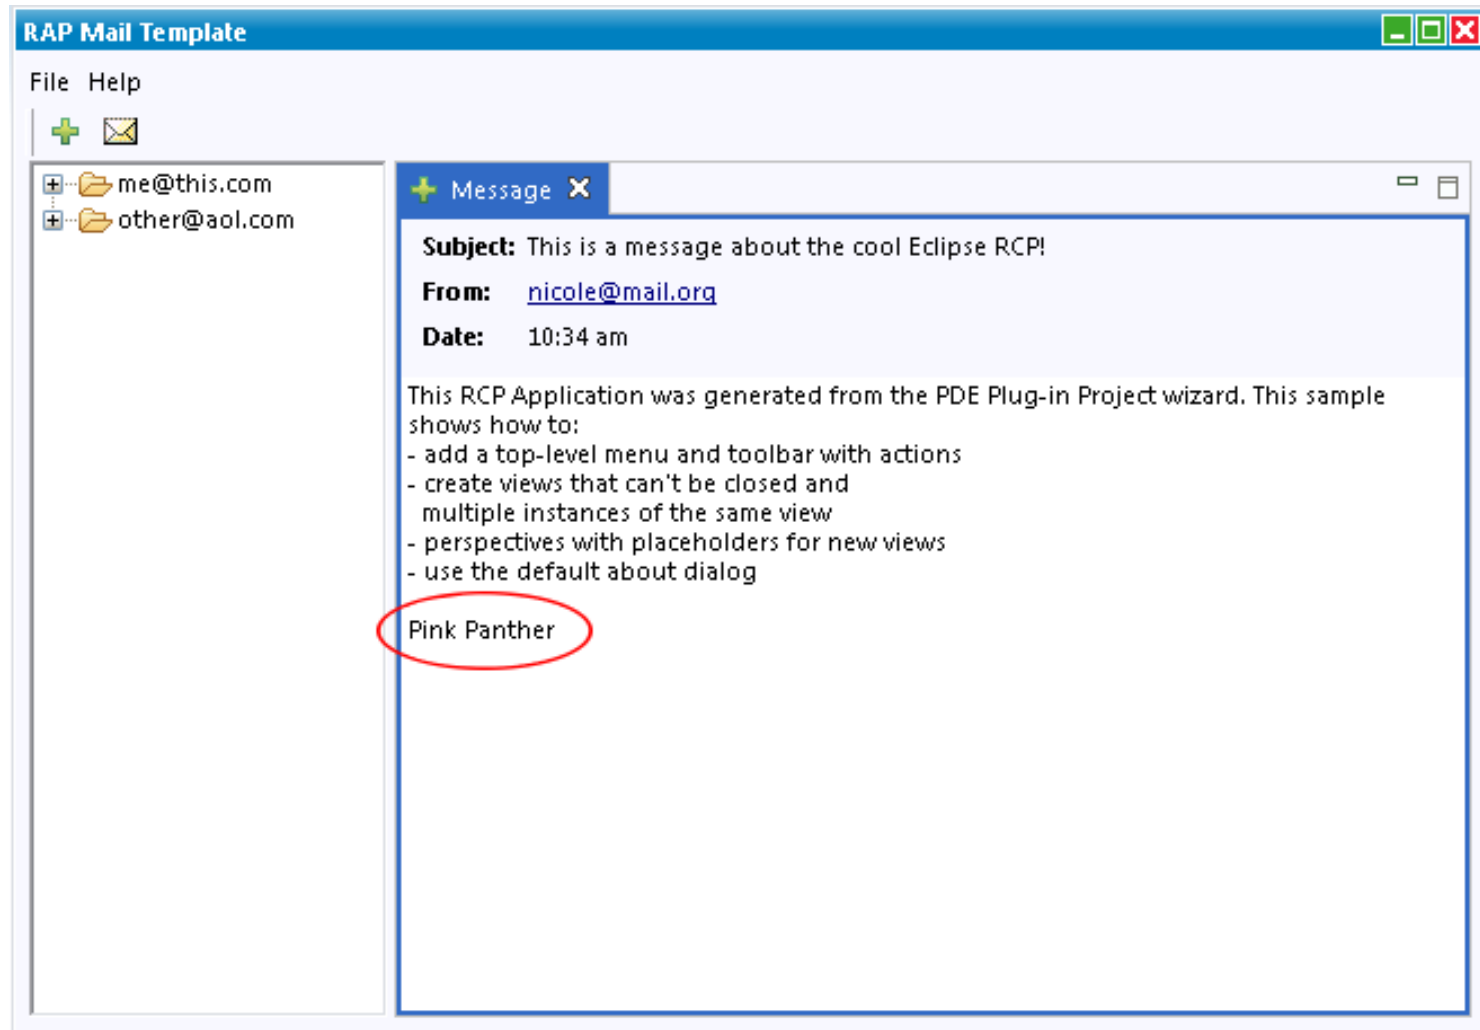 RAP Mail Template
File Help
me@this.com
other@aol.com
Message
Subject: This is a message about the cool Eclipse RCP!
From: nicole@mail.org
Date: 10:34 am
This RCP Application was generated from the PDE Plug-in Project wizard. This sample
shows how to:
- add a top-level menu and toolbar with actions
- create views that can't be closed and
multiple instances of the same view
- perspectives with placeholders for new views
- use the default about dialog
Pink Panther